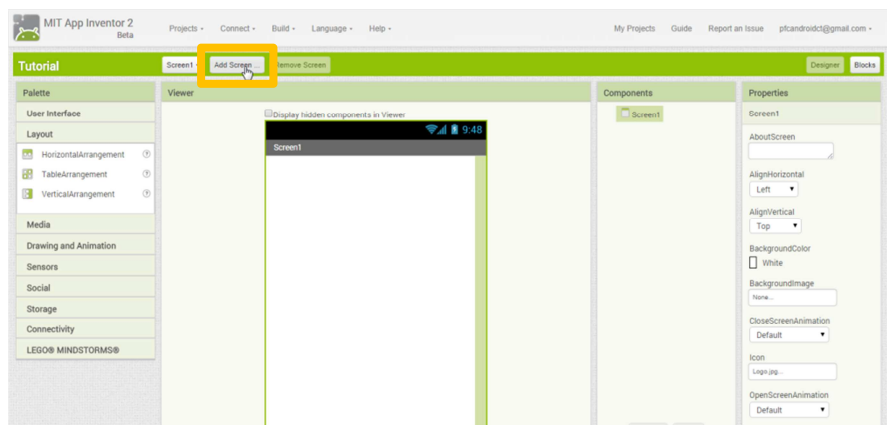 MIT App Inventor 2
Beta
Projects Connect Build Language Help
My Projects Guide Report an Issue pfcandroidct@gmail.com
Tutorial
Screen1 Add Screen ... Remove Screen
Designer Blocks
Palette
User Interface
Layout
HorizontalArrangement
TableArrangement
VerticalArrangement
Media
Drawing and Animation
Sensors
Social
Storage
Connectivity
LEGO® MINDSTORMS®
Viewer
Display hidden components in Viewer
9:48
Screen1
Components
Screen1
Properties
Screen1
AboutScreen
AlignHorizontal
Left
AlignVertical
Top
BackgroundColor
White
BackgroundImage
None...
CloseScreenAnimation
Default
Icon
Logo.jpg...
OpenScreenAnimation
Default